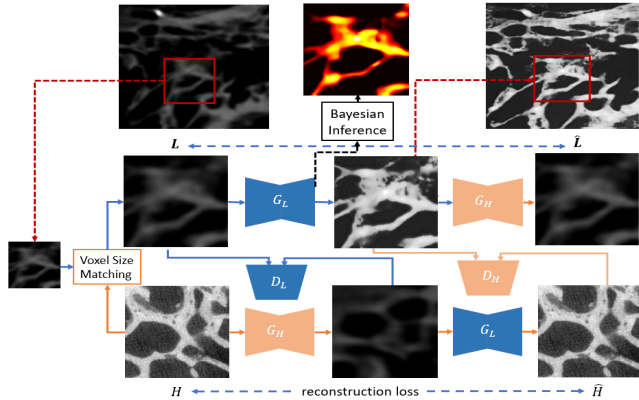 Bayesian
Inference
L
L̂
G_L
G_H
Voxel Size
Matching
D_L
D_H
G_H
G_L
H
reconstruction loss
Ĥ